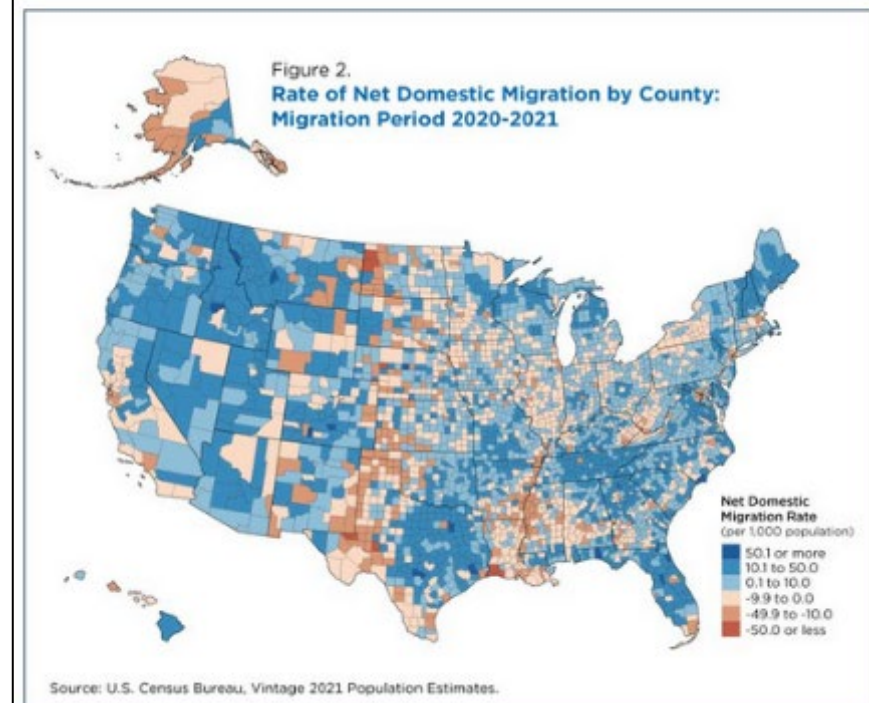 Figure 2.
Rate of Net Domestic Migration by County:
Migration Period 2020-2021
Net Domestic
Migration Rate
(per 1,000 population)
50.1 or more
10.1 to 50.0
0.1 to 10.0
-9.9 to 0.0
-49.9 to -10.0
-50.0 or less
Source: U.S. Census Bureau, Vintage 2021 Population Estimates.